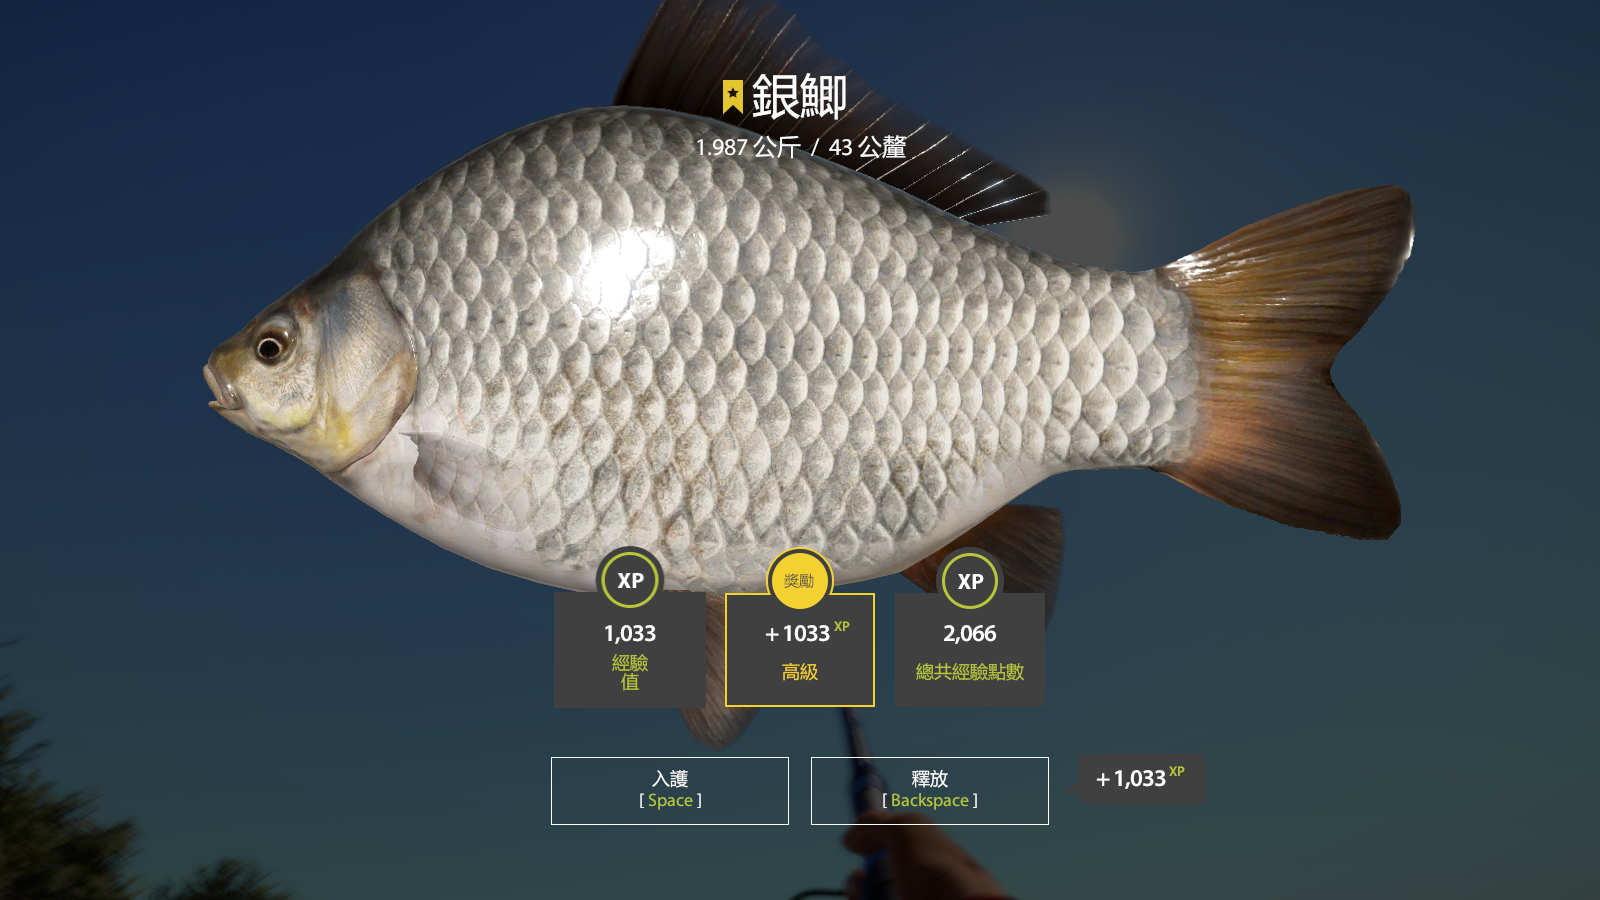 銀鯽
1.987 公斤 / 43 公釐
XP
獎勵
XP
1,033
+ 1033 XP
2,066
經驗
值
高級
總共經驗點數
入護
[ Space ]
釋放
[ Backspace ]
+ 1,033 XP